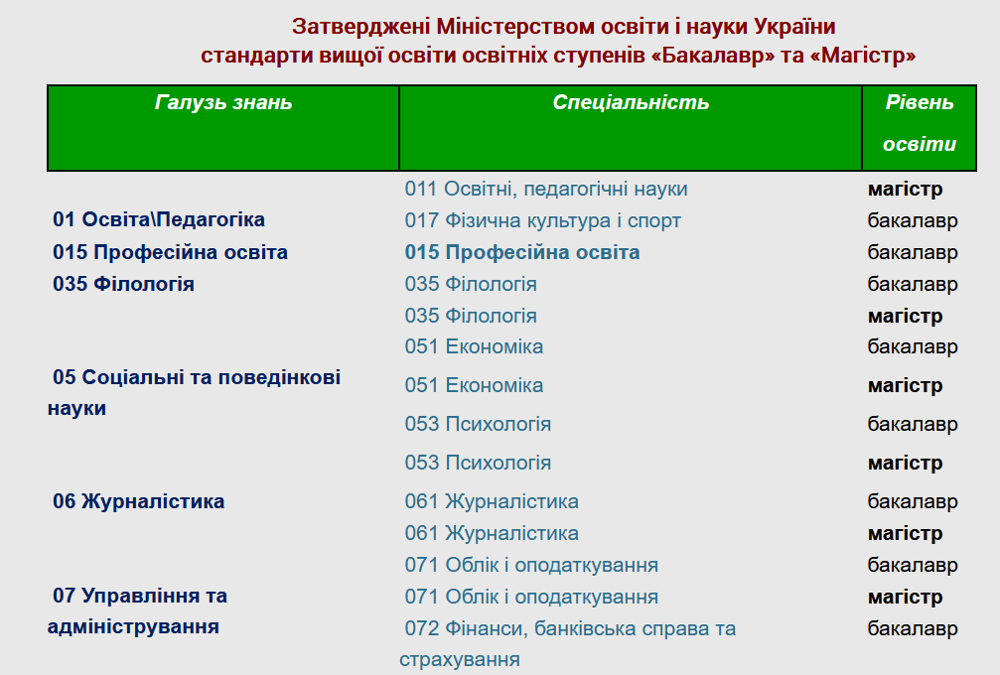 Затверджені Міністерством освіти і науки України
стандарти вищої освіти освітніх ступенів «Бакалавр» та «Магістр»
Галузь знань Спеціальність Рівень
освіти
011 Освітні, педагогічні науки магістр
01 Освіта\Педагогіка 017 Фізична культура і спорт бакалавр
015 Професійна освіта 015 Професійна освіта бакалавр
035 Філологія 035 Філологія бакалавр
035 Філологія магістр
051 Економіка бакалавр
05 Соціальні та поведінкові 051 Економіка магістр
науки
053 Психологія бакалавр
053 Психологія магістр
06 Журналістика 061 Журналістика бакалавр
061 Журналістика магістр
071 Облік і оподаткування бакалавр
07 Управління та 071 Облік і оподаткування магістр
адміністрування 072 Фінанси, банківська справа та бакалавр
страхування